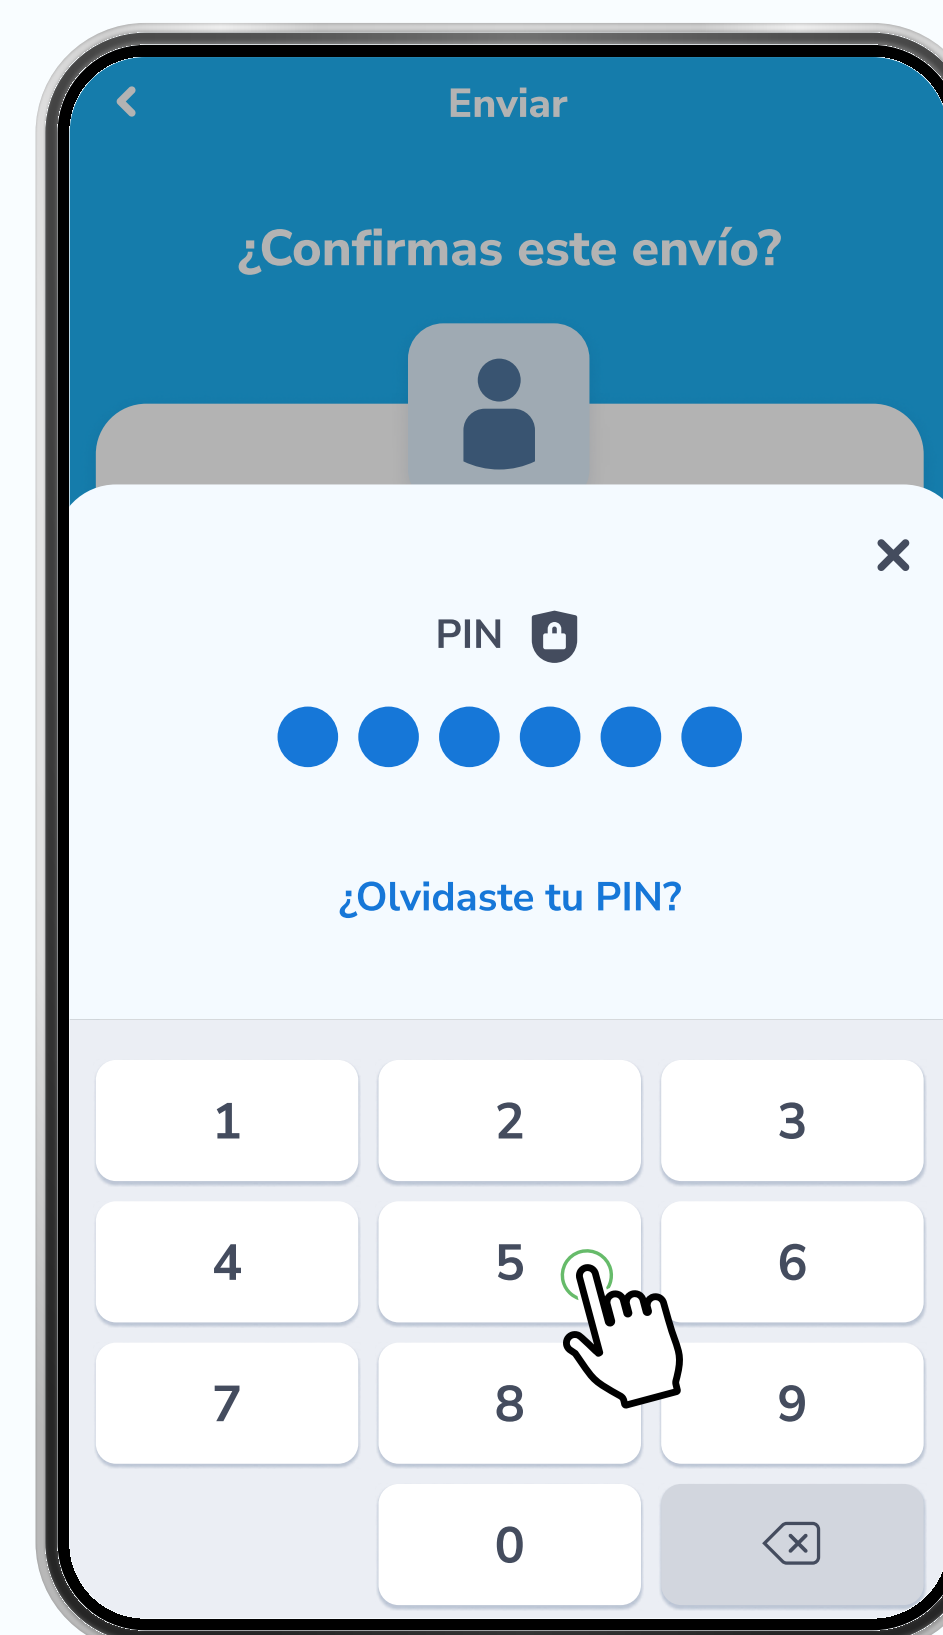 Enviar
¿Confirmas este envío?
PIN
¿Olvidaste tu PIN?
1 2 3
4 5 6
7 8 9
0